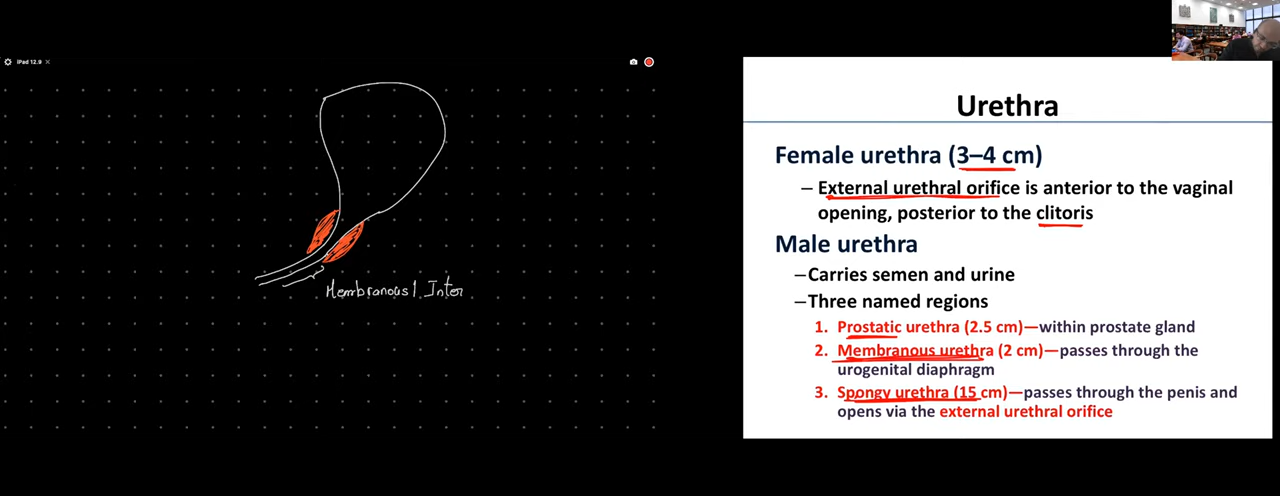 iPad 12.9 ×
Membranous / Inter
Urethra
Female urethra (3–4 cm)
– External urethral orifice is anterior to the vaginal
opening, posterior to the clitoris
Male urethra
–Carries semen and urine
–Three named regions
1. Prostatic urethra (2.5 cm)—within prostate gland
2. Membranous urethra (2 cm)—passes through the
urogenital diaphragm
3. Spongy urethra (15 cm)—passes through the penis and
opens via the external urethral orifice